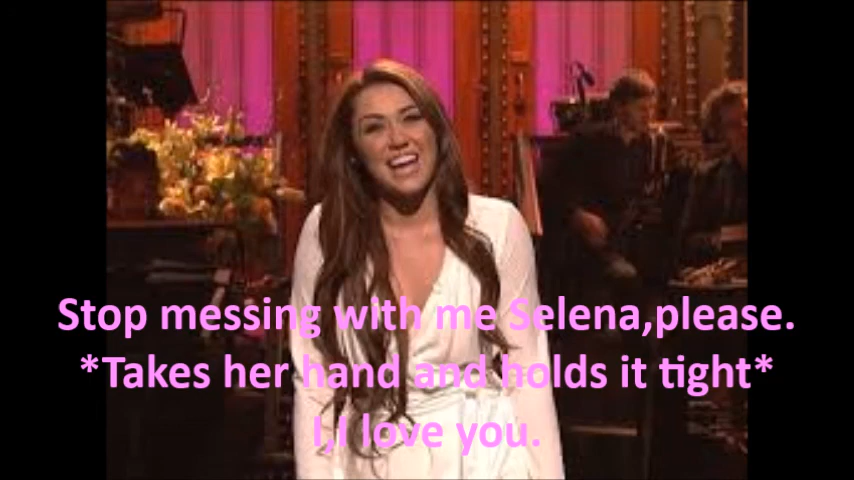 Stop messing with me Selena,please.
*Takes her hand and holds it tight*
I,I love you.